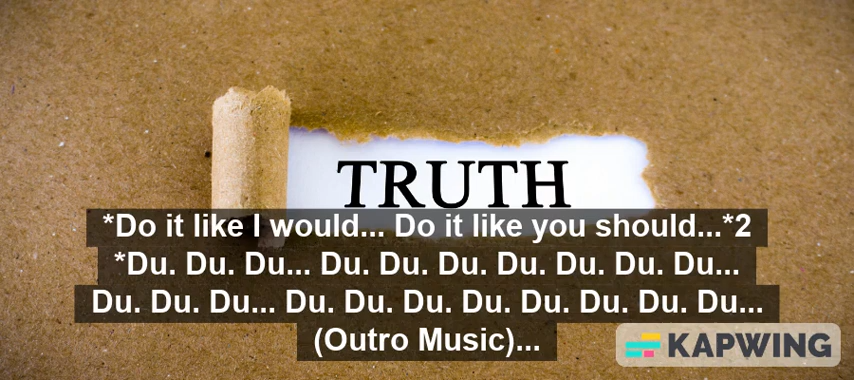 TRUTH
*Do it like I would... Do it like you should...*2
*Du. Du. Du... Du. Du. Du. Du. Du. Du. Du...
Du. Du. Du... Du. Du. Du. Du. Du. Du. Du. Du...
(Outro Music)...
KAPWING